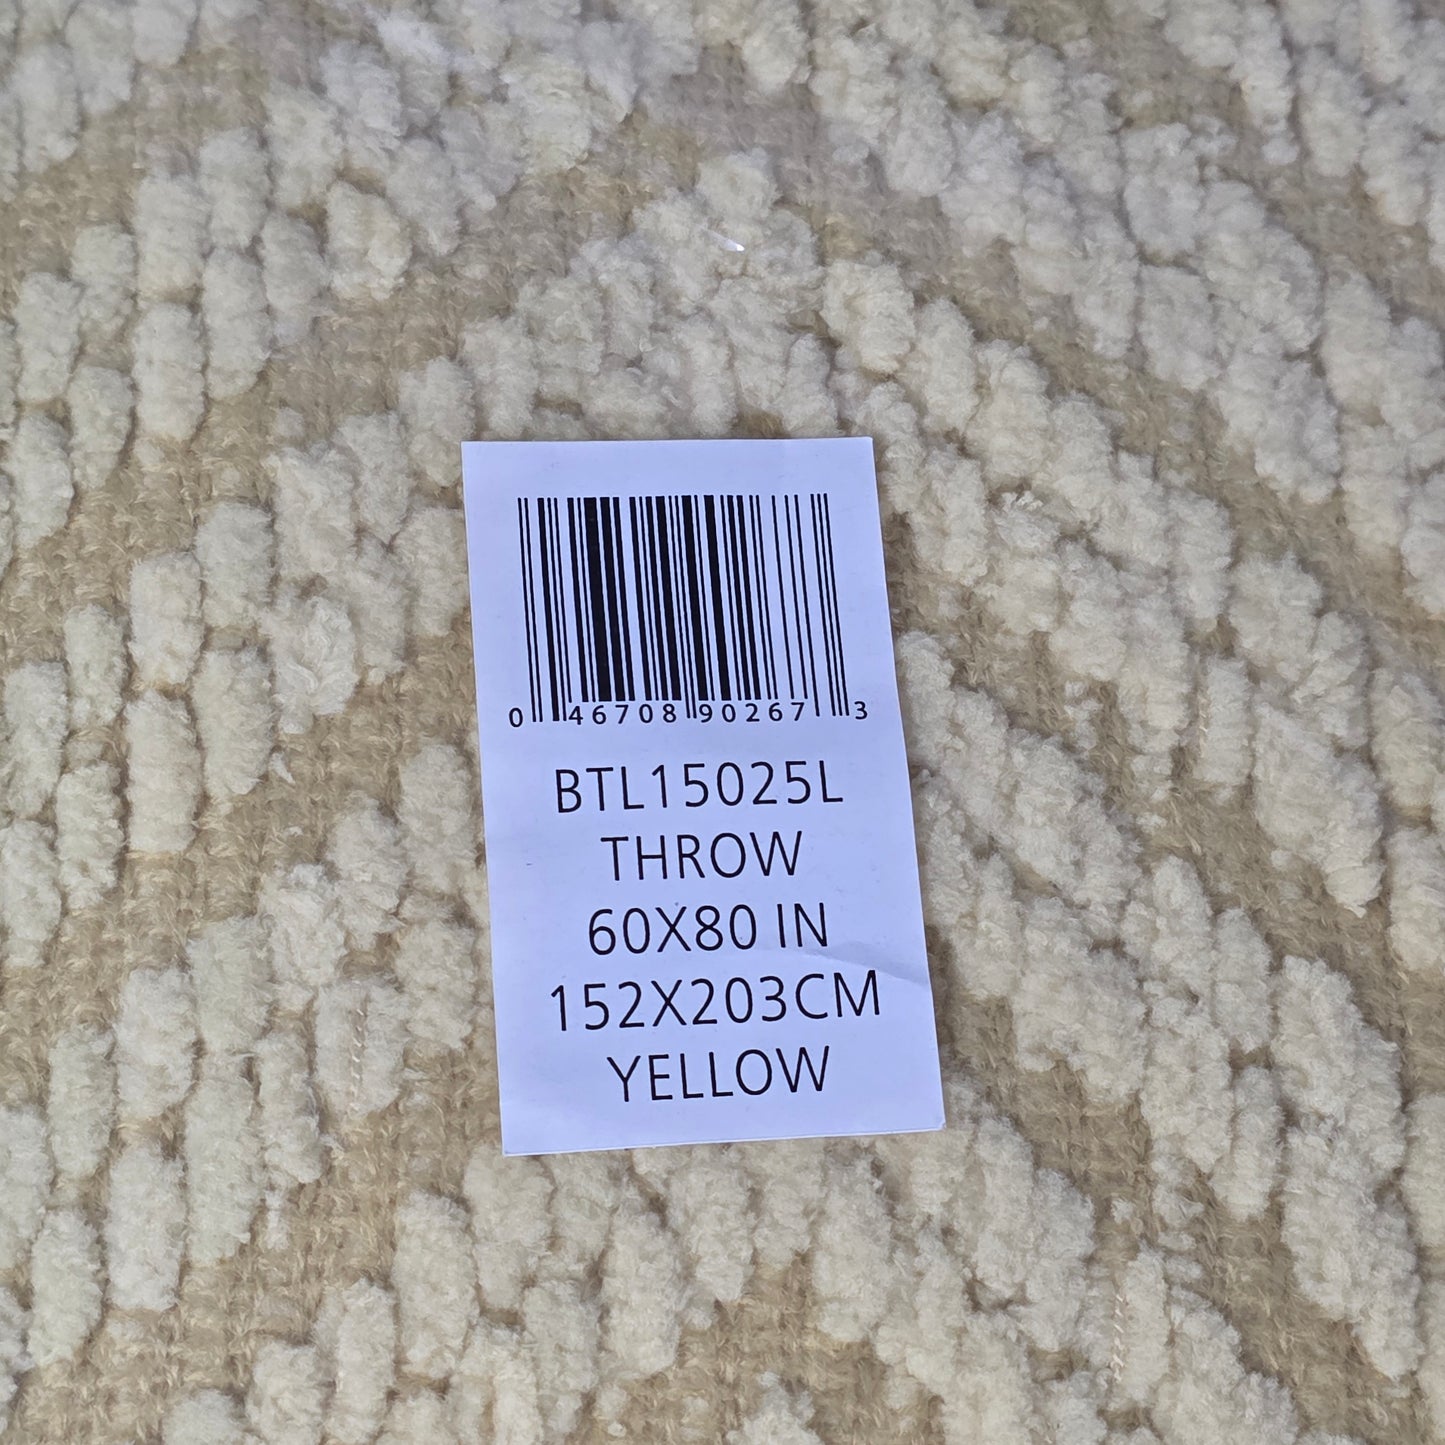 0 46708 90267 3
BTL15025L
THROW
60X80 IN
152X203CM
YELLOW